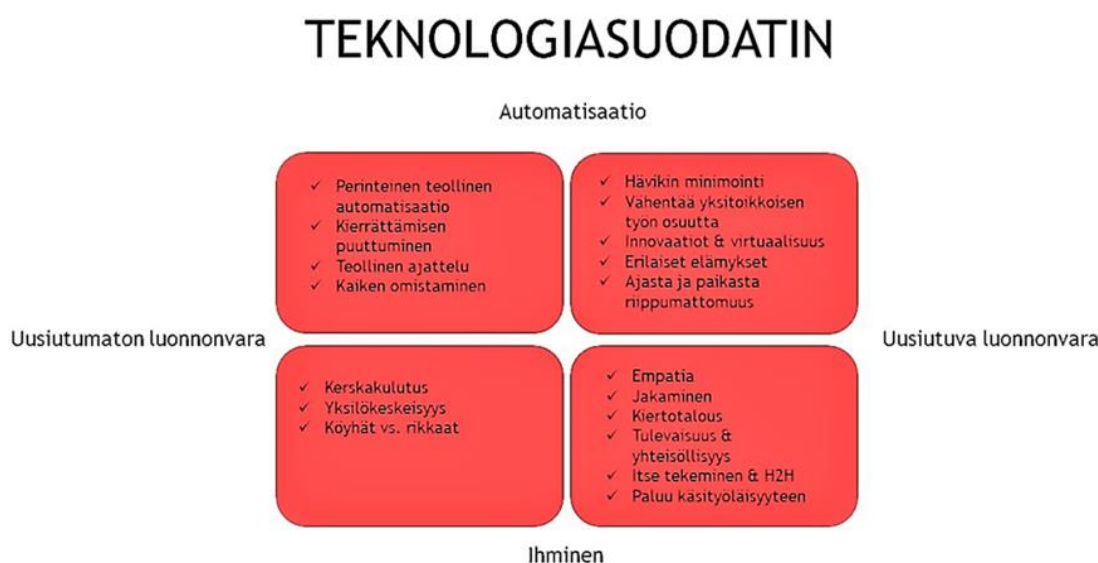 TEKNOLOGIASUODATIN
Automatisaatio
✓ Perinteinen teollinen
automatisaatio
✓ Kierrättämisen
puuttuminen
✓ Teollinen ajattelu
✓ Kaiken omistaminen
✓ Hävikin minimointi
✓ Vähentää yksitoikkoisen
työn osuutta
✓ Innovaatiot & virtuaalisuus
✓ Erilaiset elämykset
✓ Ajasta ja paikasta
riippumattomuus
Uusiutumaton luonnonvara
Uusiutuva luonnonvara
✓ Kerskakulutus
✓ Yksilökeskeisyys
✓ Köyhät vs. rikkaat
✓ Empatia
✓ Jakaminen
✓ Kiertotalous
✓ Tulevaisuus &
yhteisöllisyys
✓ Itse tekeminen & H2H
✓ Paluu käsityöläisyyteen
Ihminen